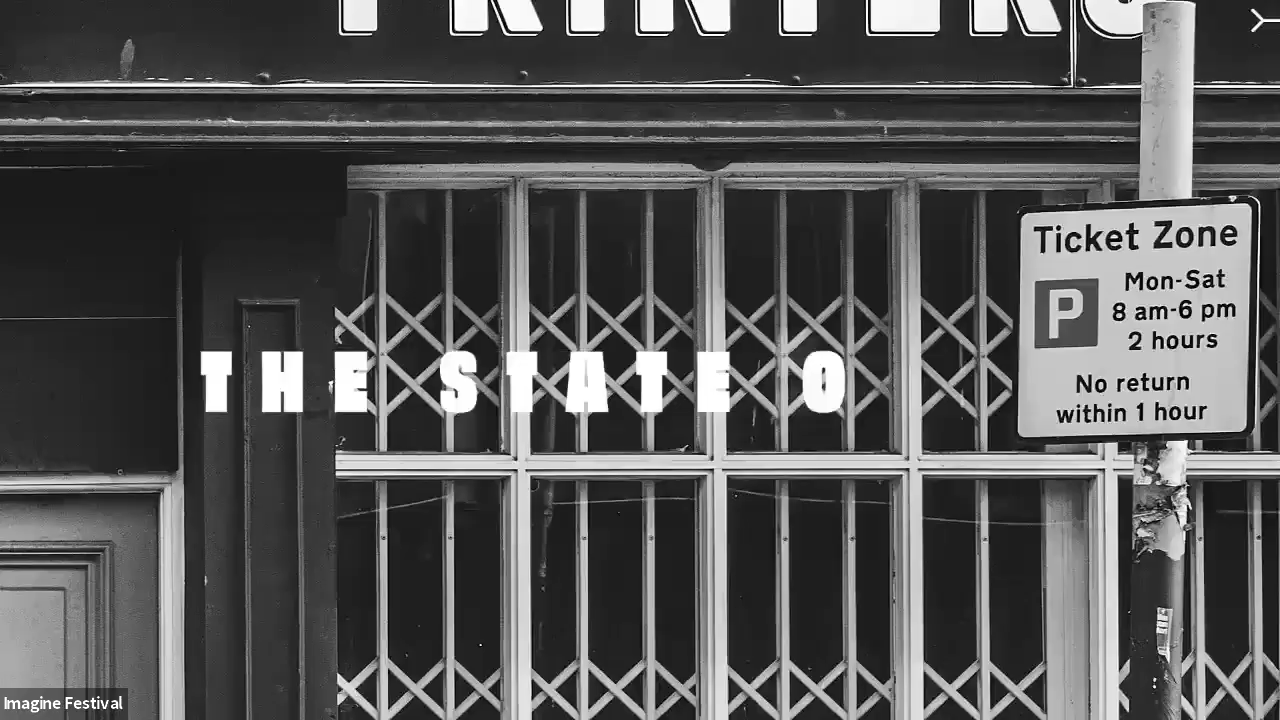 PRINTERS
Ticket Zone
P
Mon-Sat
8 am-6 pm
2 hours
No return
within 1 hour
THE STATE O
Imagine Festival